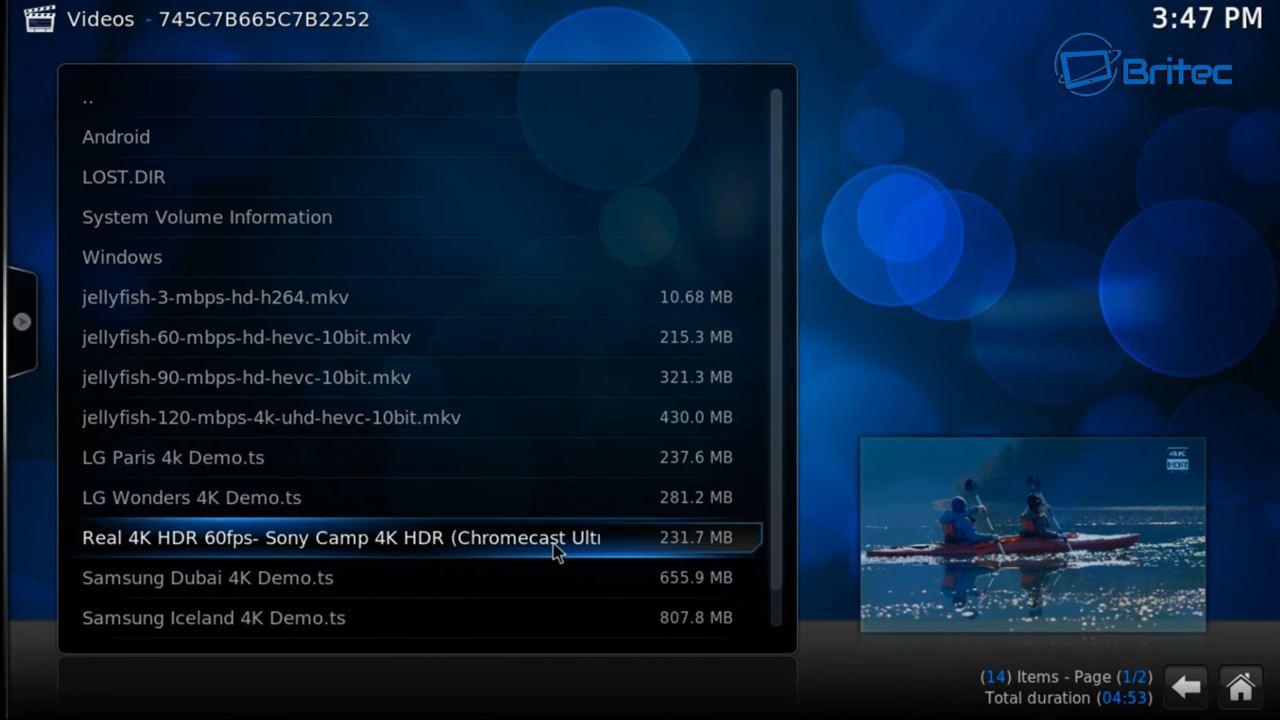 Videos - 745C7B665C7B2252
3:47 PM
Britec
..
Android
LOST.DIR
System Volume Information
Windows
jellyfish-3-mbps-hd-h264.mkv 10.68 MB
jellyfish-60-mbps-hd-hevc-10bit.mkv 215.3 MB
jellyfish-90-mbps-hd-hevc-10bit.mkv 321.3 MB
jellyfish-120-mbps-4k-uhd-hevc-10bit.mkv 430.0 MB
LG Paris 4k Demo.ts 237.6 MB
LG Wonders 4K Demo.ts 281.2 MB
Real 4K HDR 60fps- Sony Camp 4K HDR (Chromecast Ult 231.7 MB
Samsung Dubai 4K Demo.ts 655.9 MB
Samsung Iceland 4K Demo.ts 807.8 MB
4K
HDR
(14) Items - Page (1/2)
Total duration (04:53)